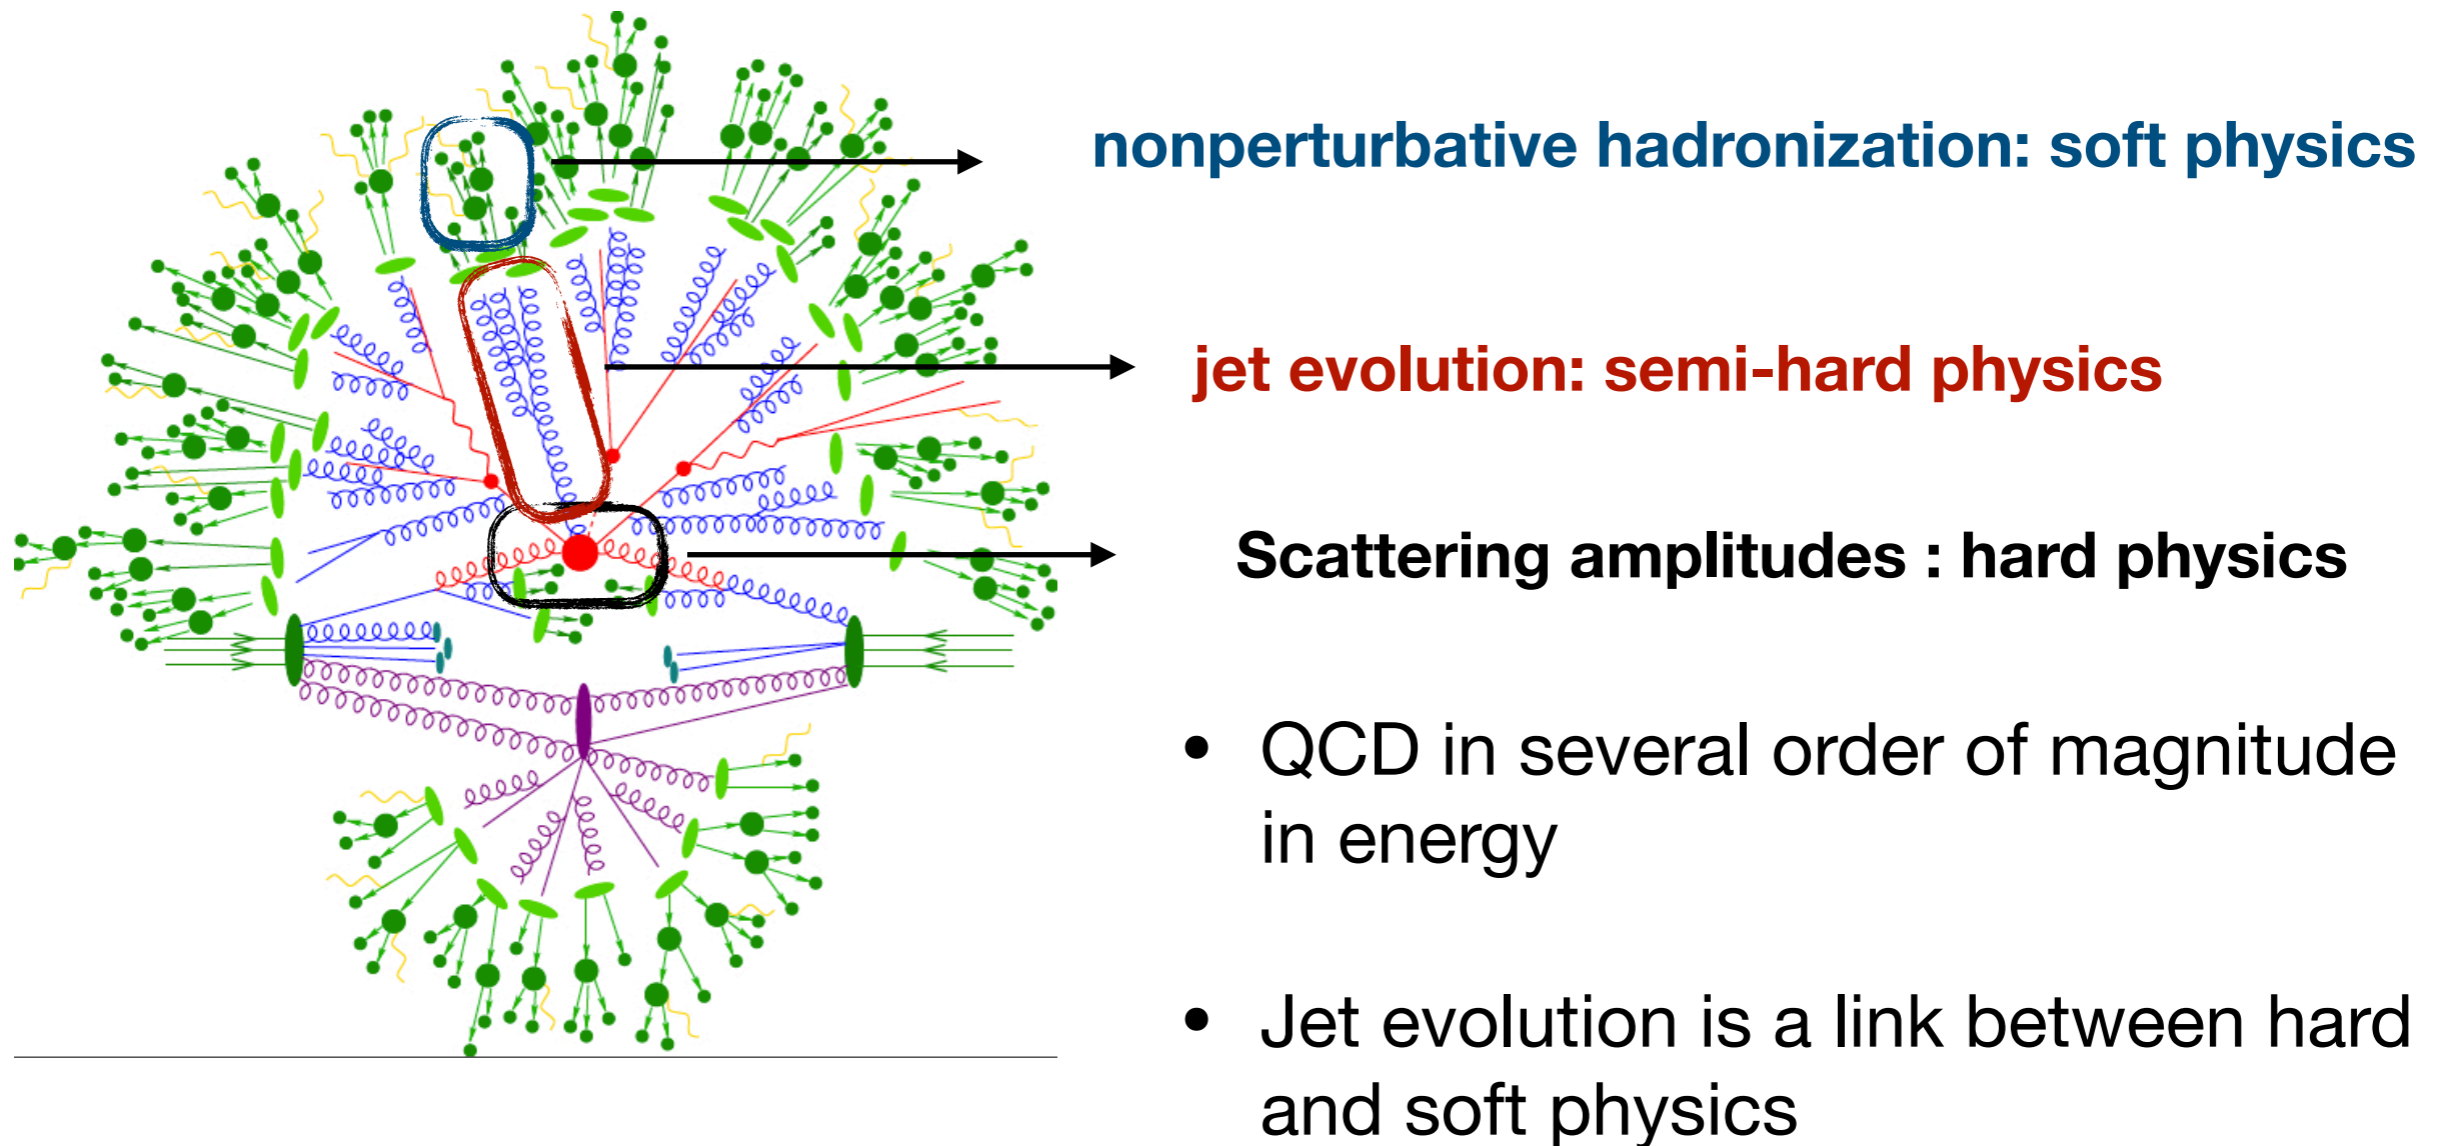 nonperturbative hadronization: soft physics
jet evolution: semi-hard physics
Scattering amplitudes : hard physics
• QCD in several order of magnitude
in energy
• Jet evolution is a link between hard
and soft physics